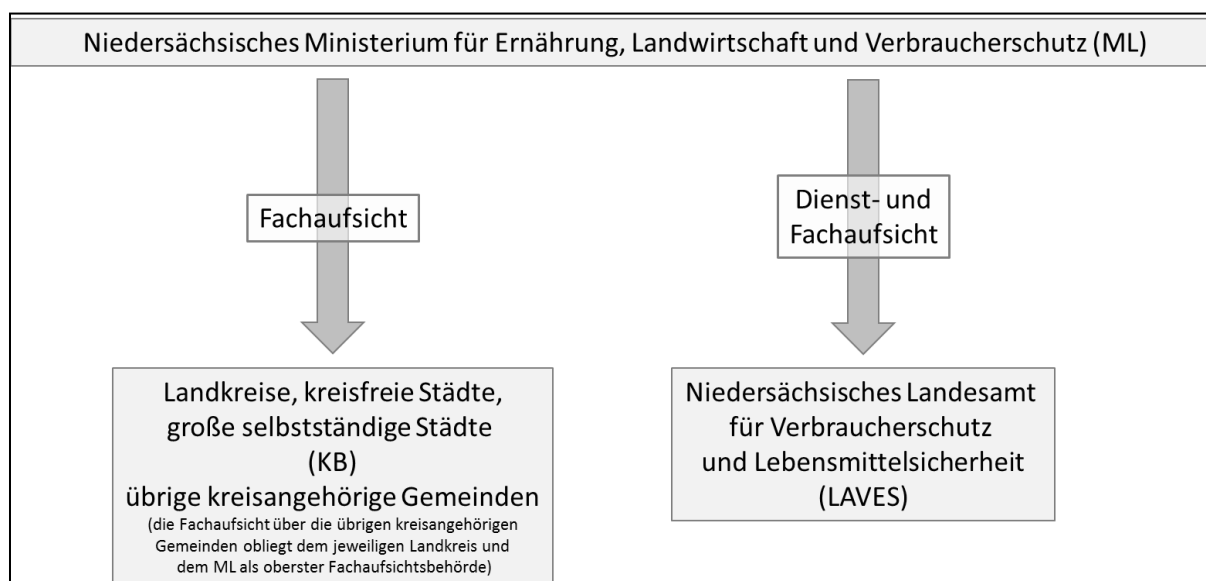 Niedersächsisches Ministerium für Ernährung, Landwirtschaft und Verbraucherschutz (ML)
Fachaufsicht
Dienst- und
Fachaufsicht
Landkreise, kreisfreie Städte,
große selbstständige Städte
(KB)
übrige kreisangehörige Gemeinden
(die Fachaufsicht über die übrigen kreisangehörigen
Gemeinden obliegt dem jeweiligen Landkreis und
dem ML als oberster Fachaufsichtsbehörde)
Niedersächsisches Landesamt
für Verbraucherschutz
und Lebensmittelsicherheit
(LAVES)